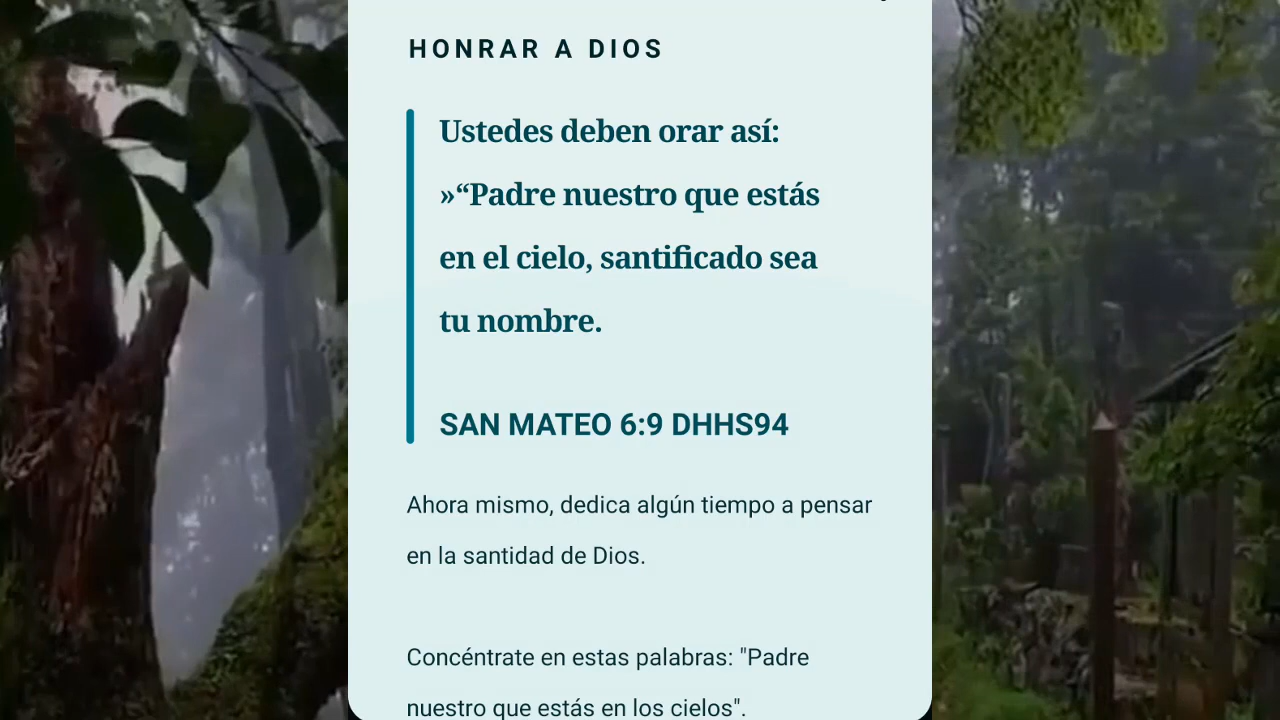 HONRAR A DIOS
Ustedes deben orar así:
»“Padre nuestro que estás
en el cielo, santificado sea
tu nombre.
SAN MATEO 6:9 DHHS94
Ahora mismo, dedica algún tiempo a pensar
en la santidad de Dios.
Concéntrate en estas palabras: "Padre
nuestro que estás en los cielos".